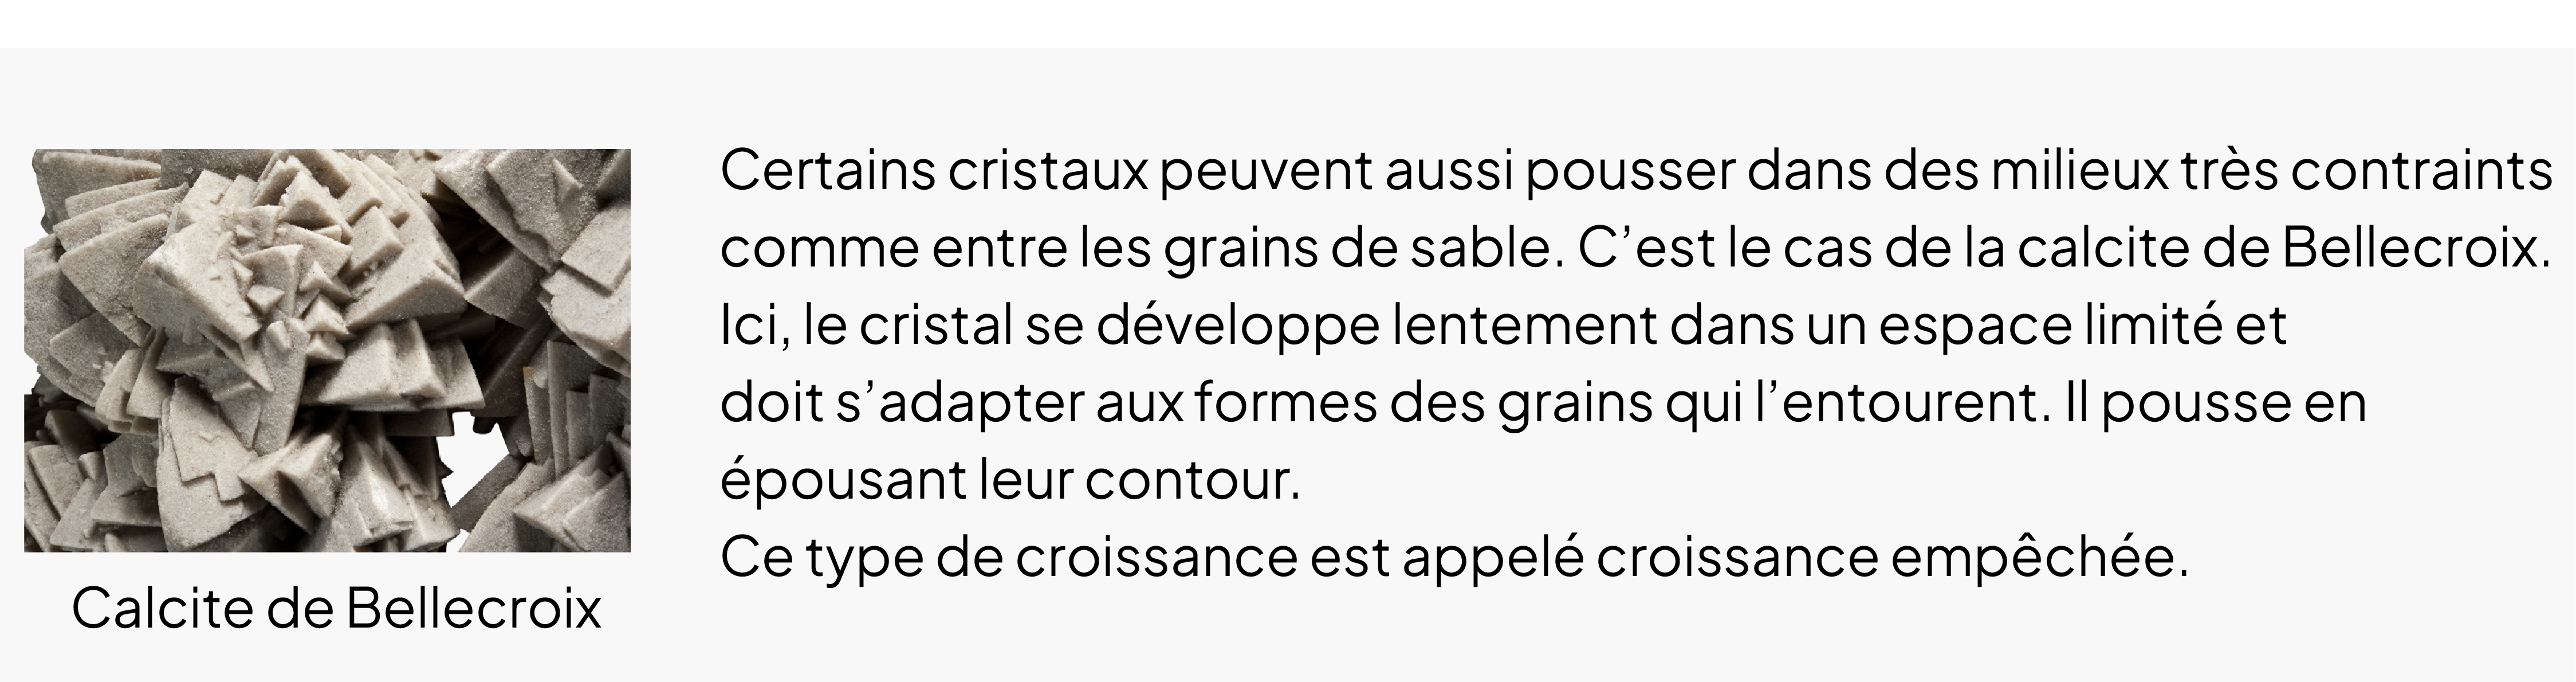 Certains cristaux peuvent aussi pousser dans des milieux très contraints
comme entre les grains de sable. C’est le cas de la calcite de Bellecroix.
Ici, le cristal se développe lentement dans un espace limité et
doit s’adapter aux formes des grains qui l’entourent. Il pousse en
épousant leur contour.
Ce type de croissance est appelé croissance empêchée.
Calcite de Bellecroix